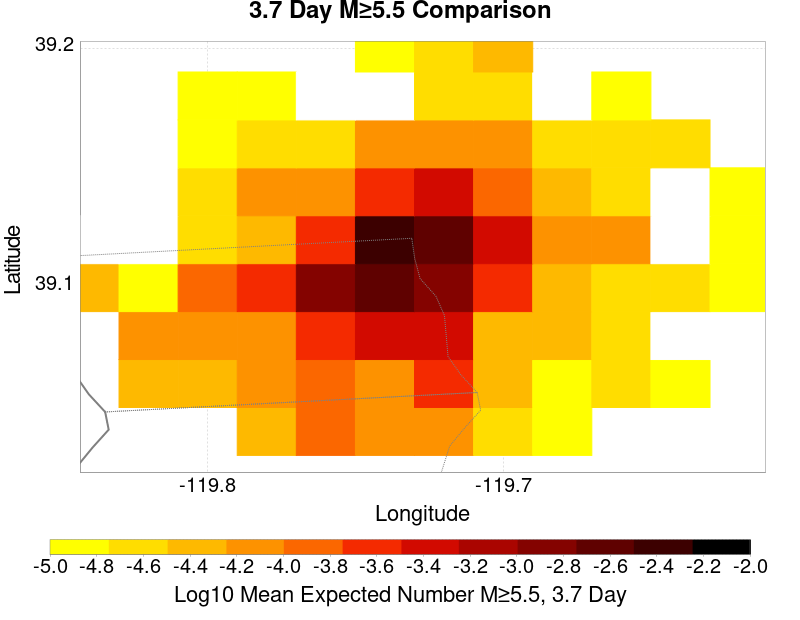 3.7 Day M≥5.5 Comparison
39.2
39.1
Latitude
-119.8 -119.7
Longitude
-5.0 -4.8 -4.6 -4.4 -4.2 -4.0 -3.8 -3.6 -3.4 -3.2 -3.0 -2.8 -2.6 -2.4 -2.2 -2.0
Log10 Mean Expected Number M≥5.5, 3.7 Day